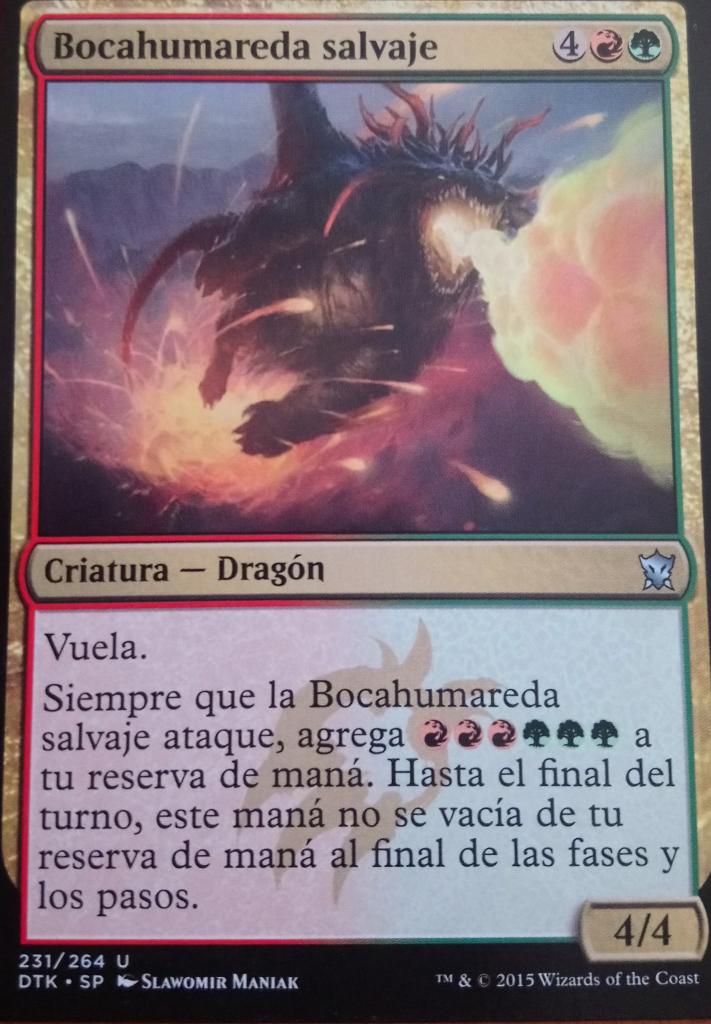 Bocahumareda salvaje 4
Criatura — Dragón
Vuela.
Siempre que la Bocahumareda
salvaje ataque, agrega a
tu reserva de maná. Hasta el final del
turno, este maná no se vacía de tu
reserva de maná al final de las fases y
los pasos.
4/4
231/264 U
DTK • SP SLAWOMIR MANIAK
™ & © 2015 Wizards of the Coast